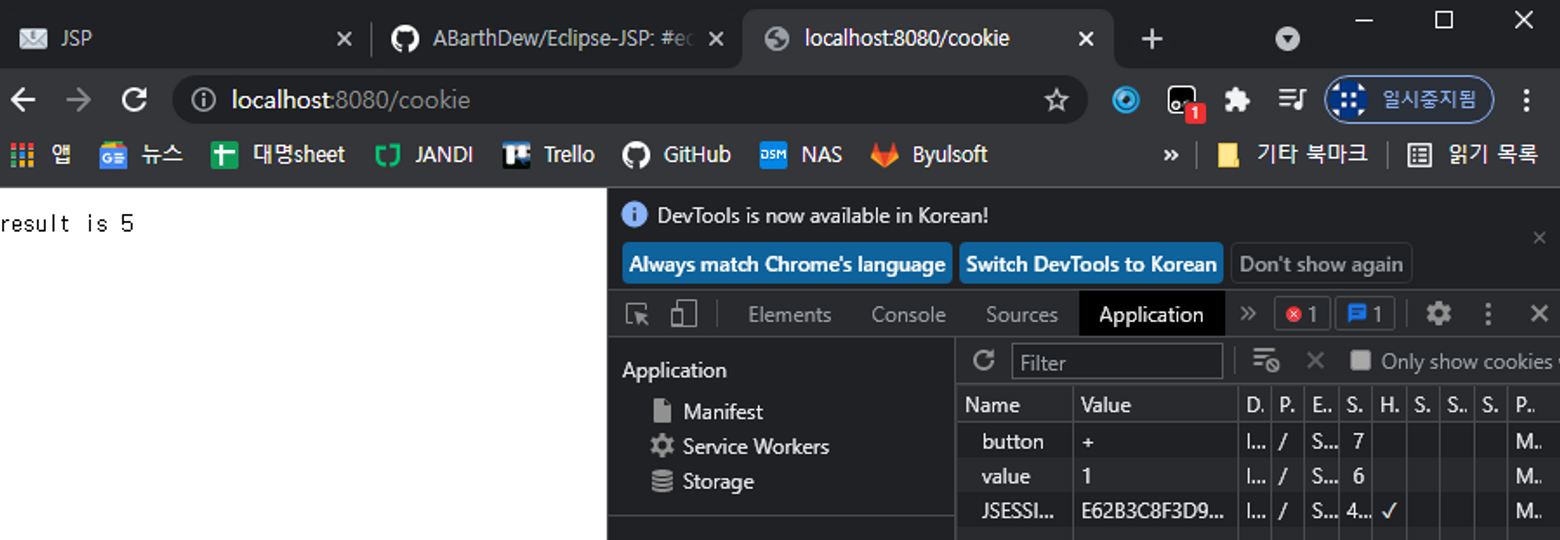 JSP
ABarthDew/Eclipse-JSP: #ec
localhost:8080/cookie
localhost:8080/cookie
1
일시중지됨
앱
GE
뉴스
대명sheet
JANDI
Trello
GitHub
DSM
NAS
Byulsoft
»
기타 북마크
읽기 목록
result is 5
DevTools is now available in Korean!
Always match Chrome's language
Switch DevTools to Korean
Don't show again
Elements
Console
Sources
Application
»
1
1
Application
Manifest
Service Workers
Storage
Filter
Only show cookies
Name Value D. P. E.. S. H. S. S.. S. P..
button + l... / S... 7 M..
value 1 l... / S... 6 M..
JSESSI... E62B3C8F3D9... l... / S... 4... ✓ M..